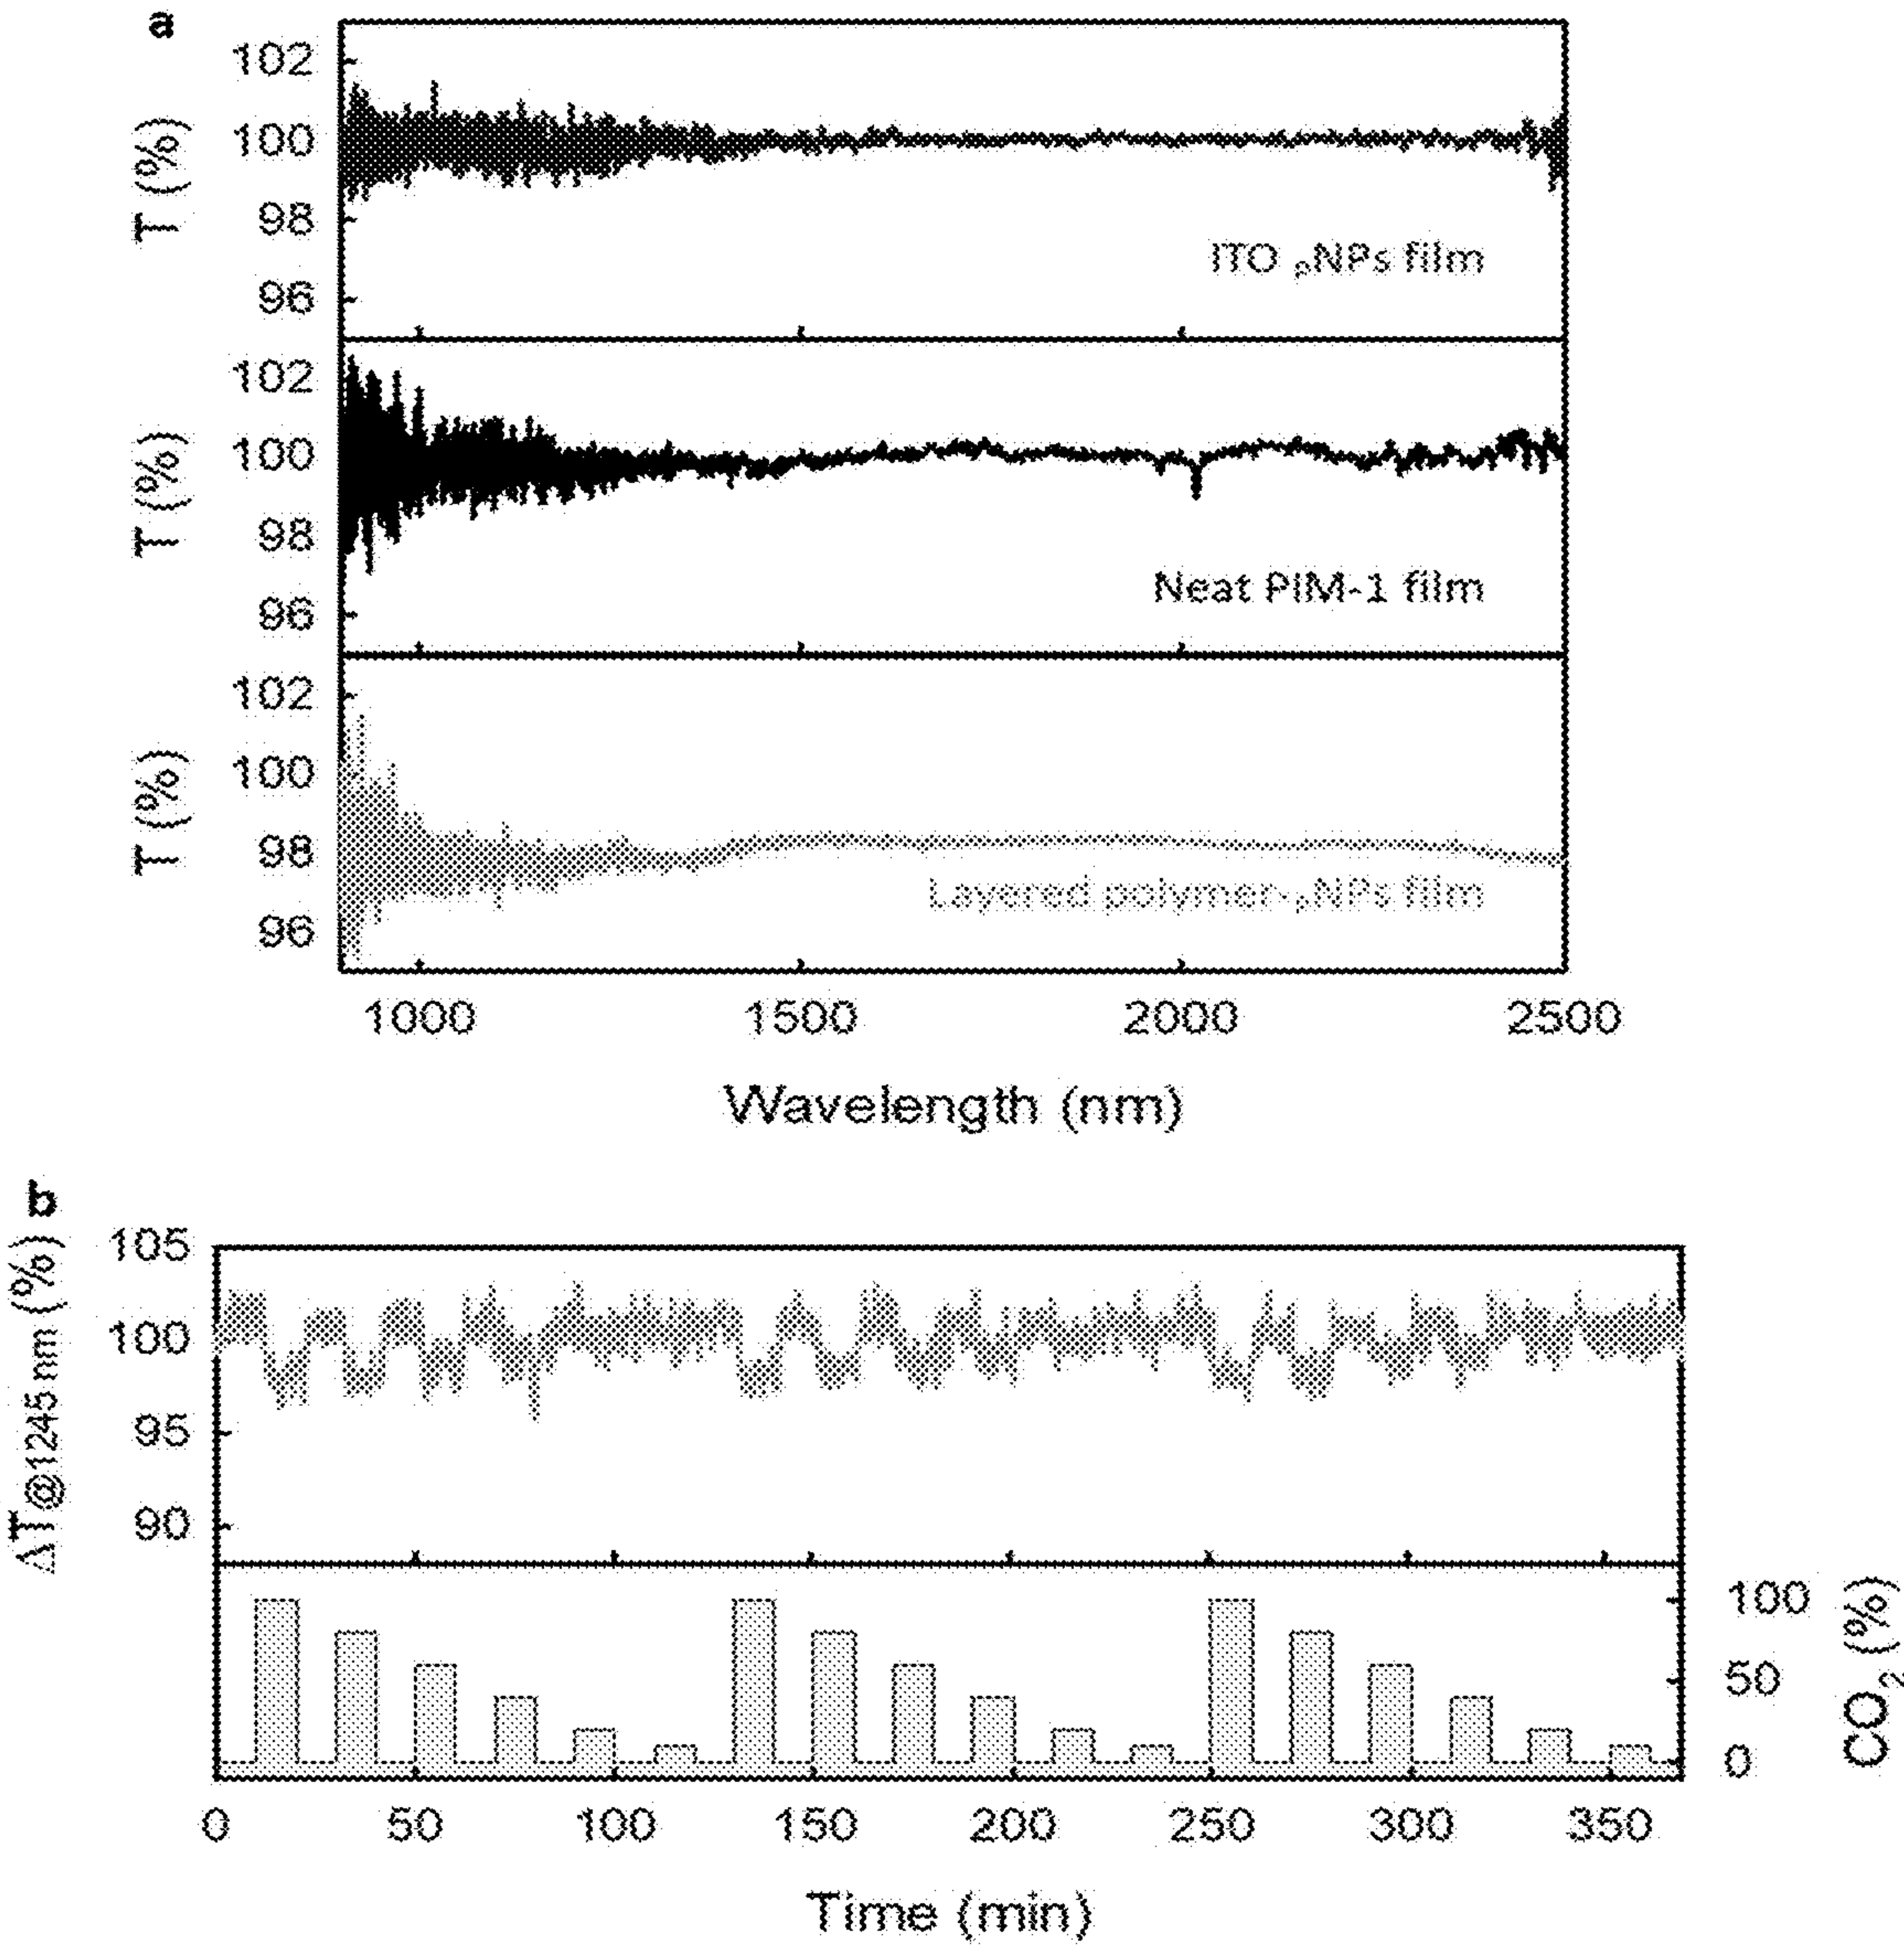 a
102
100
98
96
T (%)
ITO pNPs film
102
100
98
96
T (%)
Neat PIM-1 film
102
100
98
96
T (%)
Layered polymer-pNPs film
1000 1500 2000 2500
Wavelength (nm)
b
105
100
95
90
ΔT@1245 nm (%)
100
50
0
CO2 (%)
0 50 100 150 200 250 300 350
Time (min)